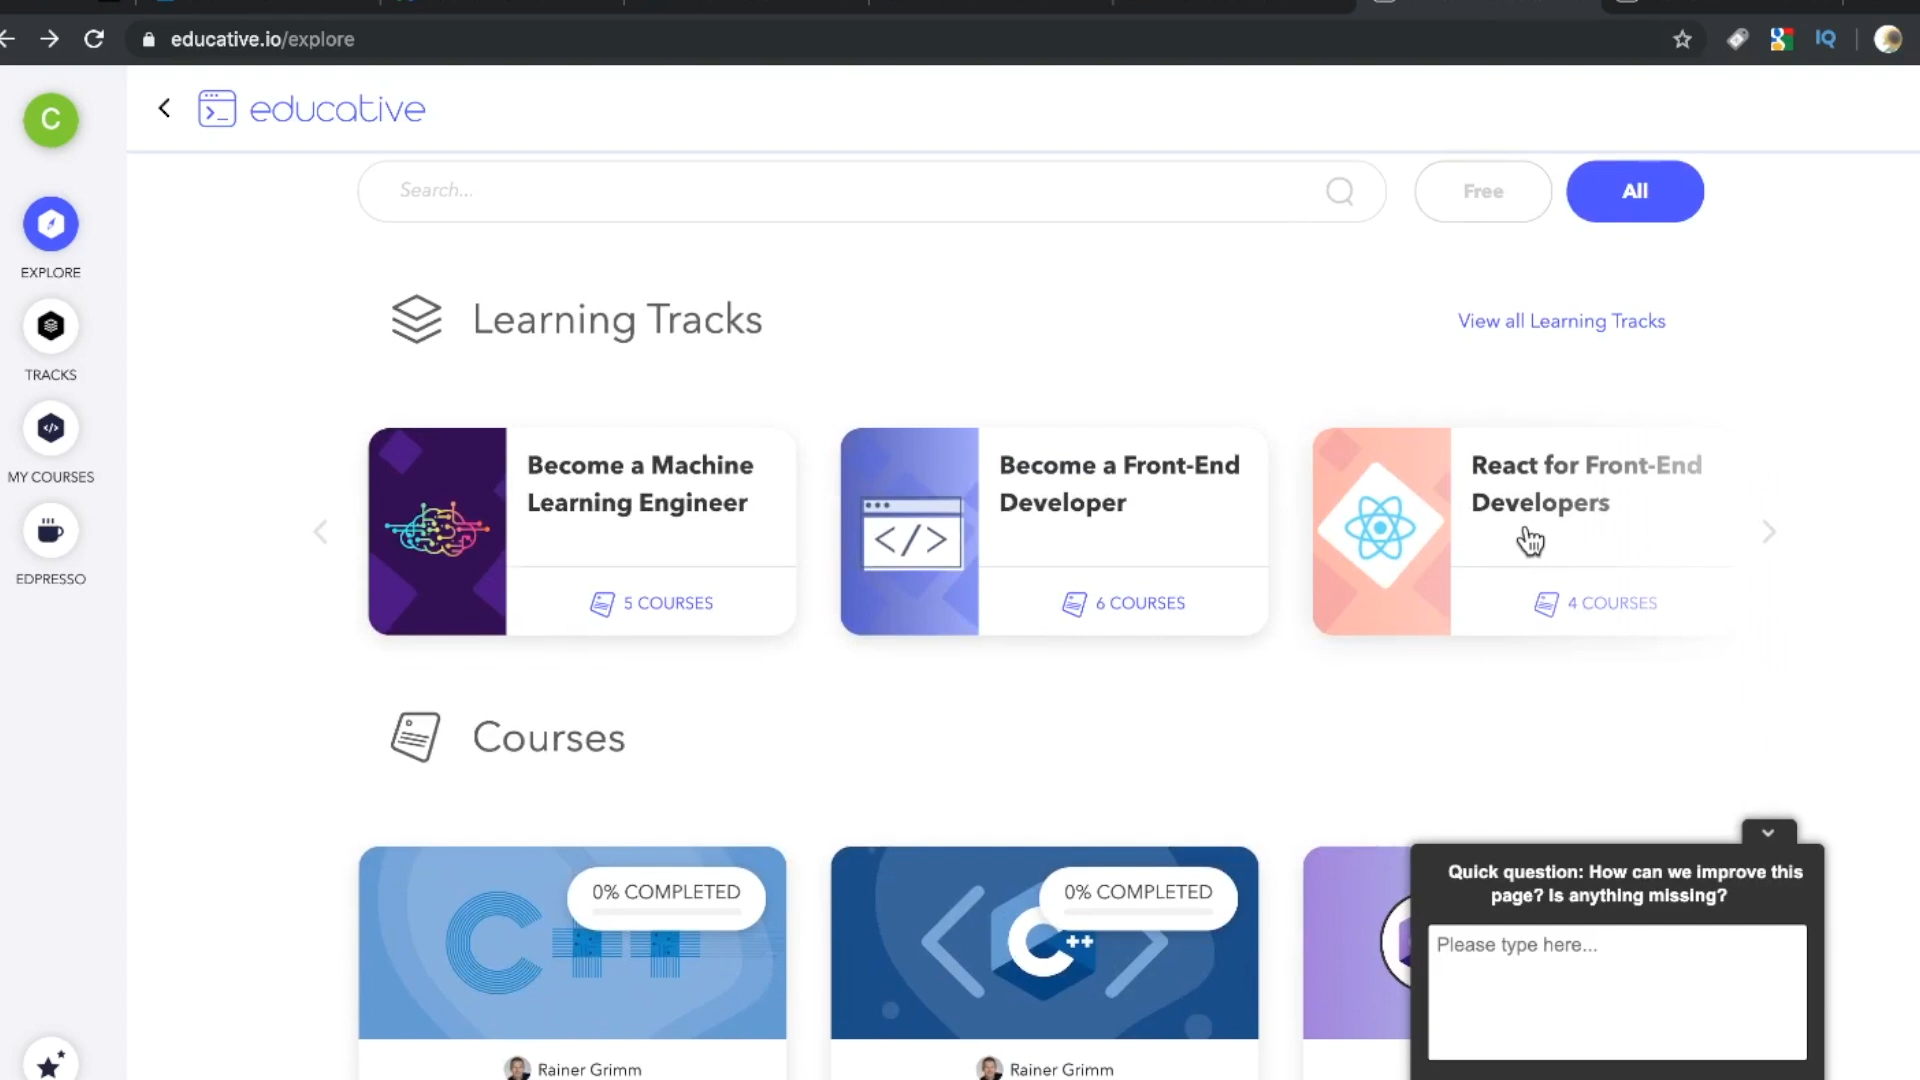 educative.io/explore
IQ
C
educative
Search...
Free
All
EXPLORE
TRACKS
MY COURSES
EDPRESSO
Learning Tracks
View all Learning Tracks
Become a Machine
Learning Engineer
5 COURSES
Become a Front-End
Developer
</>
6 COURSES
React for Front-End
Developers
4 COURSES
Courses
0% COMPLETED
C++
Rainer Grimm
0% COMPLETED
C++
Rainer Grimm
Quick question: How can we improve this
page? Is anything missing?
Please type here...